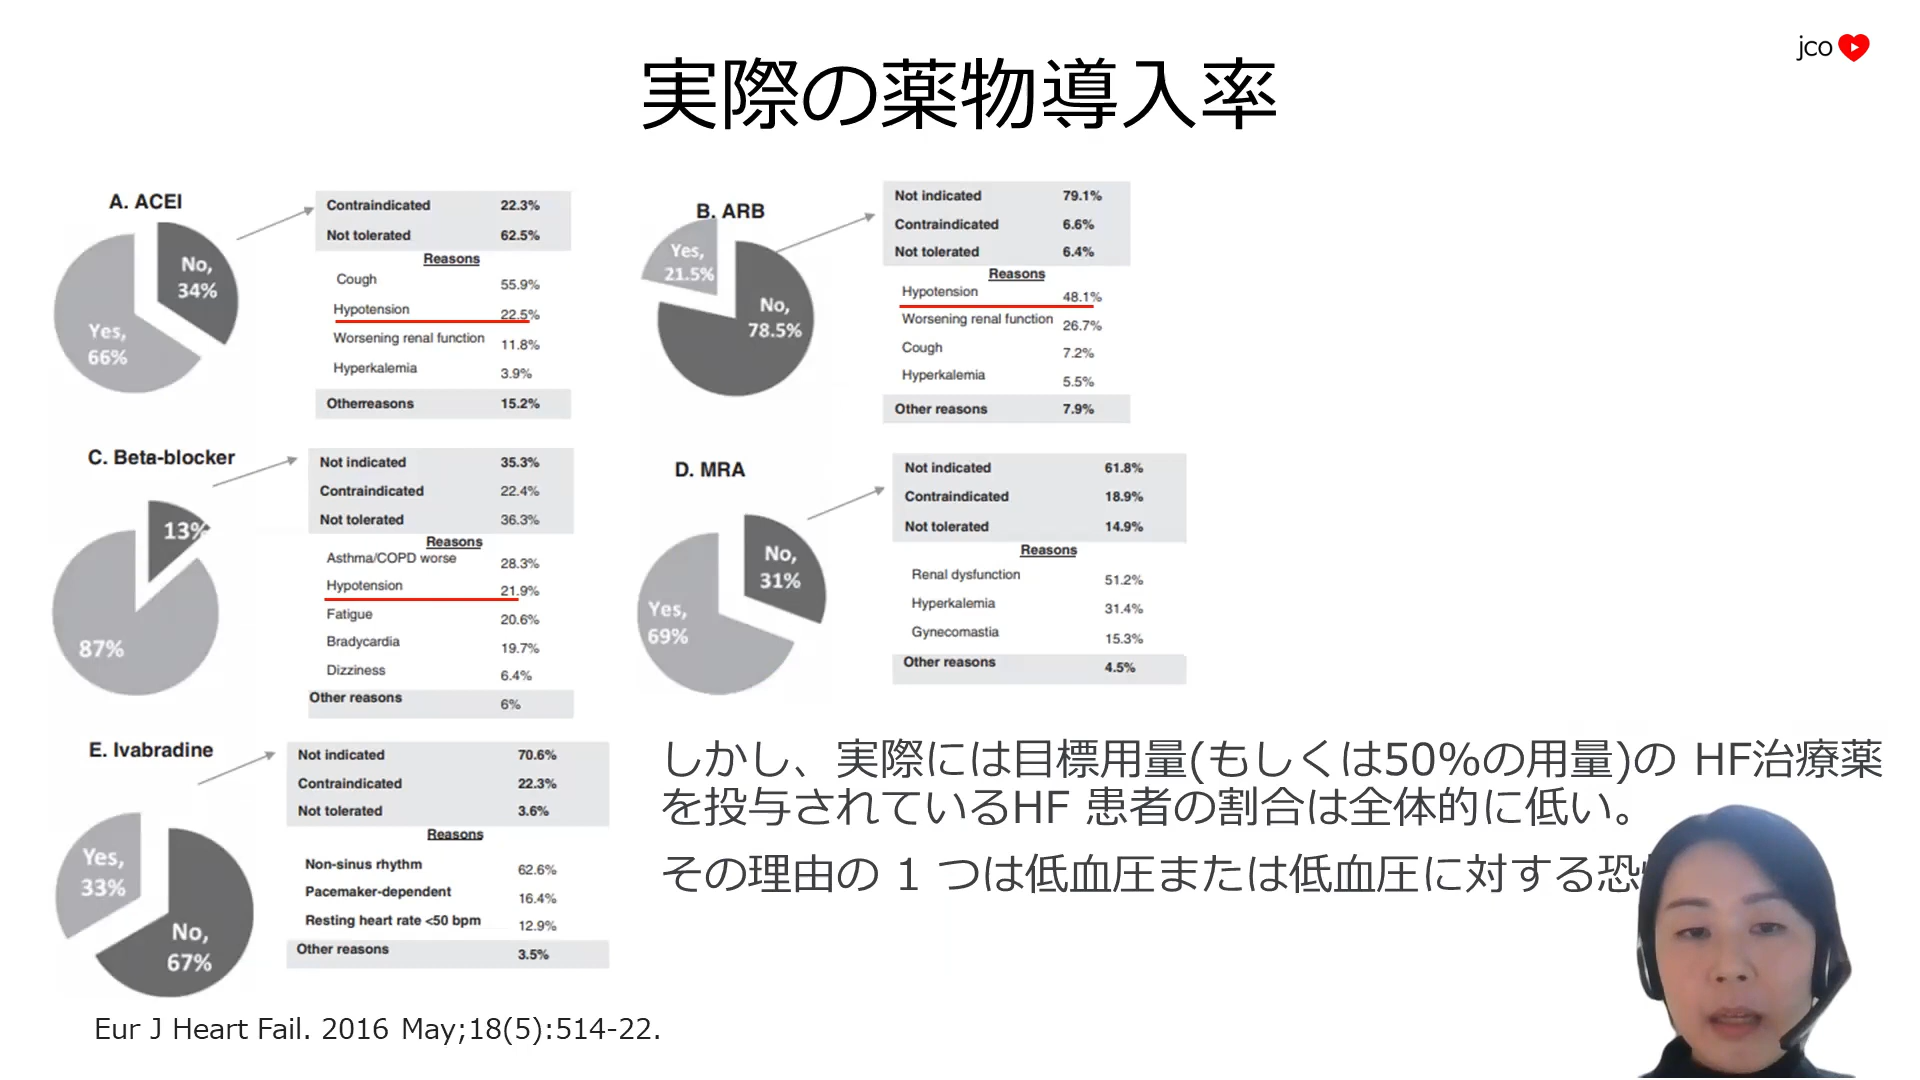 jco
実際の薬物導入率
A. ACEI
No,
34%
Yes,
66%
Contraindicated 22.3%
Not tolerated 62.5%
Reasons
Cough 55.9%
Hypotension 22.5%
Worsening renal function 11.8%
Hyperkalemia 3.9%
Otherreasons 15.2%
B. ARB
Yes,
21.5%
No,
78.5%
Not indicated 79.1%
Contraindicated 6.6%
Not tolerated 6.4%
Reasons
Hypotension 48.1%
Worsening renal function 26.7%
Cough 7.2%
Hyperkalemia 5.5%
Other reasons 7.9%
C. Beta-blocker
13%
87%
Not indicated 35.3%
Contraindicated 22.4%
Not tolerated 36.3%
Reasons
Asthma/COPD worse 28.3%
Hypotension 21.9%
Fatigue 20.6%
Bradycardia 19.7%
Dizziness 6.4%
Other reasons 6%
D. MRA
No,
31%
Yes,
69%
Not indicated 61.8%
Contraindicated 18.9%
Not tolerated 14.9%
Reasons
Renal dysfunction 51.2%
Hyperkalemia 31.4%
Gynecomastia 15.3%
Other reasons 4.5%
E. Ivabradine
Yes,
33%
No,
67%
Not indicated 70.6%
Contraindicated 22.3%
Not tolerated 3.6%
Reasons
Non-sinus rhythm 62.6%
Pacemaker-dependent 16.4%
Resting heart rate <50 bpm 12.9%
Other reasons 3.5%
しかし、実際には目標用量(もしくは50%の用量)の HF治療薬
を投与されているHF 患者の割合は全体的に低い。
その理由の 1 つは低血圧または低血圧に対する恐
Eur J Heart Fail. 2016 May;18(5):514-22.